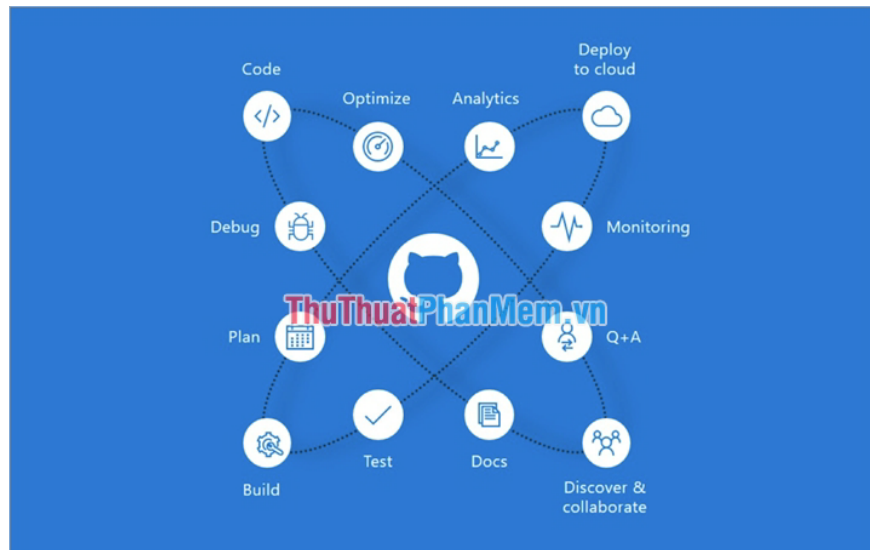 Deploy
to cloud
Code
Optimize
Analytics
Debug
Monitoring
ThuThuatPhanMem.vn
Plan
Q+A
Test
Docs
Build
Discover &
collaborate